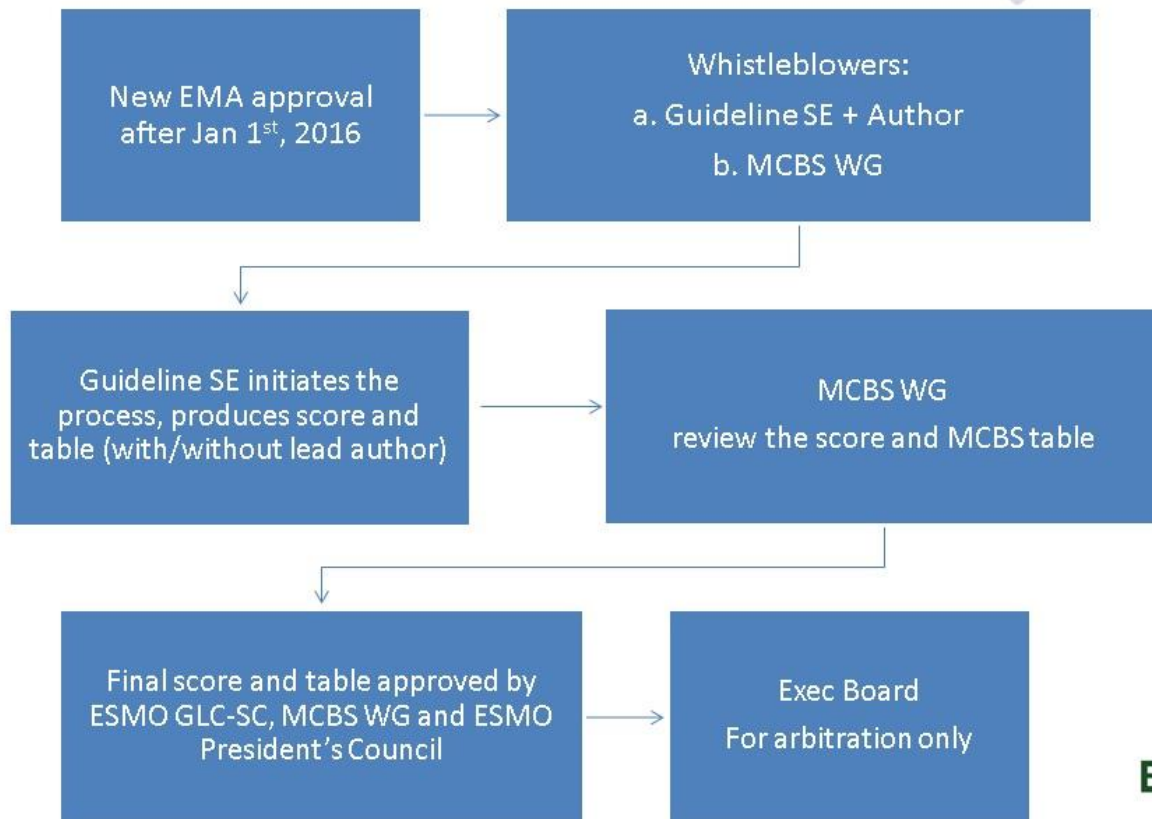 New EMA approval
after Jan 1st, 2016
Whistleblowers:
a. Guideline SE + Author
b. MCBS WG
Guideline SE initiates the
process, produces score and
table (with/without lead author)
MCBS WG
review the score and MCBS table
Final score and table approved by
ESMO GLC-SC, MCBS WG and ESMO
President's Council
Exec Board
For arbitration only
E